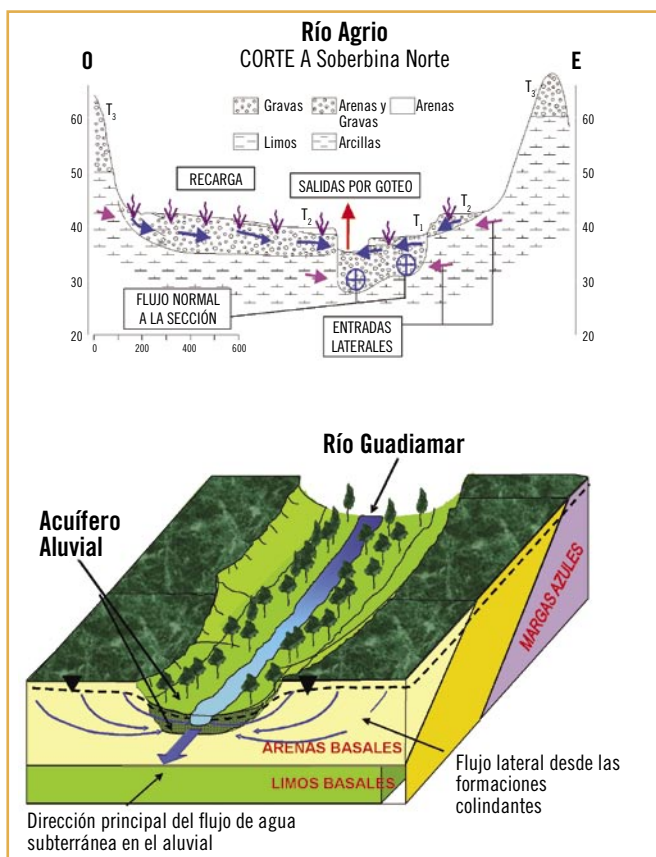 Río Agrio
CORTE A Soberbina Norte
O
E
T3
T3
Gravas
Arenas y
Gravas
Arenas
Limos
Arcillas
60
50
40
30
20
60
50
40
30
20
RECARGA
SALIDAS POR GOTEO
T2
T1
T2
FLUJO NORMAL
A LA SECCIÓN
ENTRADAS
LATERALES
0 200 400 600
Río Guadiamar
Acuífero
Aluvial
MARGAS AZULES
ARENAS BASALES
LIMOS BASALES
Flujo lateral desde las
formaciones
colindantes
Dirección principal del flujo de agua
subterránea en el aluvial